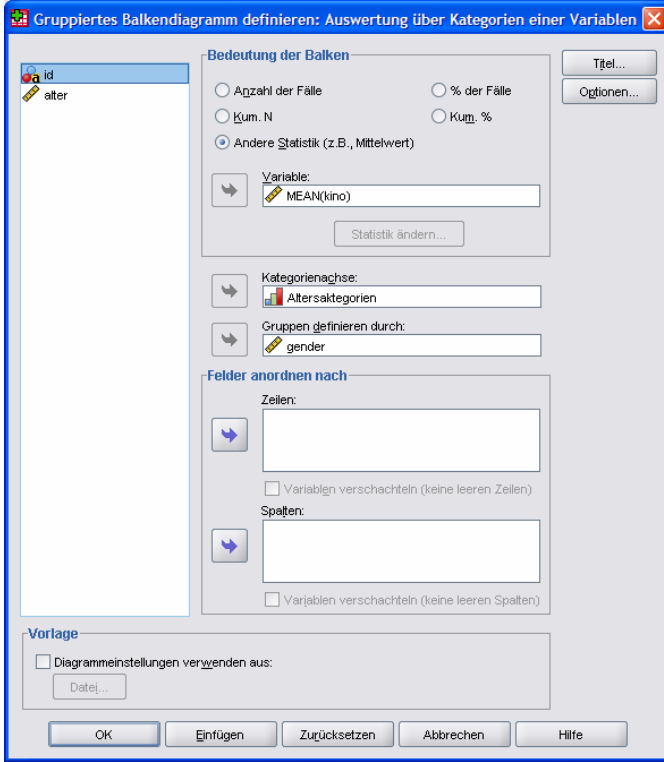 Gruppiertes Balkendiagramm definieren: Auswertung über Kategorien einer Variablen
id
alter
Bedeutung der Balken
Anzahl der Fälle
% der Fälle
Kum. N
Kum. %
Andere Statistik (z.B., Mittelwert)
Variable:
MEAN(kino)
Statistik ändern...
Kategorienachse:
Altersaktegorien
Gruppen definieren durch:
gender
Felder anordnen nach
Zeilen:
Variablen verschachteln (keine leeren Zeilen)
Spalten:
Variablen verschachteln (keine leeren Spalten)
Titel...
Optionen...
Vorlage
Diagrammeinstellungen verwenden aus:
Datei...
OK
Einfügen
Zurücksetzen
Abbrechen
Hilfe